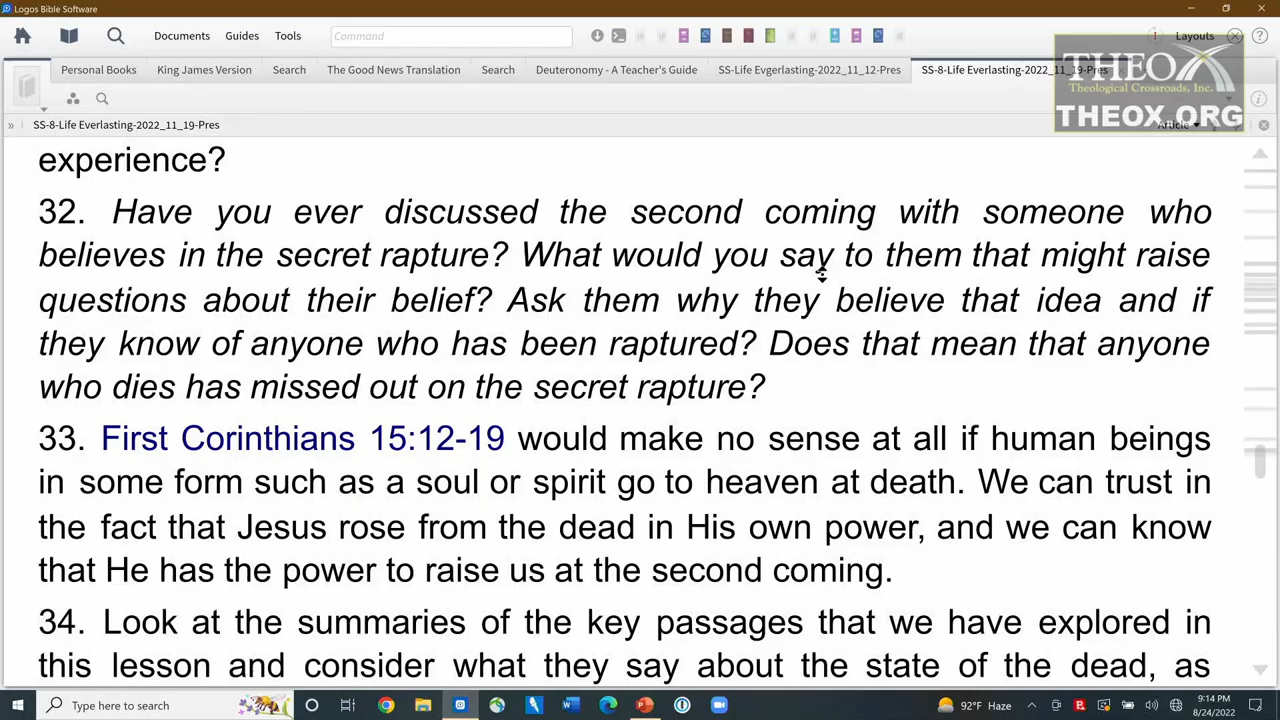 Logos Bible Software
Documents Guides Tools Command Layouts
Personal Books King James Version Search Search Deuteronomy - A Teacher's Guide SS-Life Evgerlasting-2022_11_12-Pres SS-8-Life Everlasting-2022_11_19-Pres
THEOX
Theological Crossroads, Inc.
THEOX.ORG
SS-8-Life Everlasting-2022_11_19-Pres
experience?
32. Have you ever discussed the second coming with someone who
believes in the secret rapture? What would you say to them that might raise
questions about their belief? Ask them why they believe that idea and if
they know of anyone who has been raptured? Does that mean that anyone
who dies has missed out on the secret rapture?
33. First Corinthians 15:12-19 would make no sense at all if human beings
in some form such as a soul or spirit go to heaven at death. We can trust in
the fact that Jesus rose from the dead in His own power, and we can know
that He has the power to raise us at the second coming.
34. Look at the summaries of the key passages that we have explored in
this lesson and consider what they say about the state of the dead, as
Type here to search
92°F Haze
9:14 PM
8/24/2022